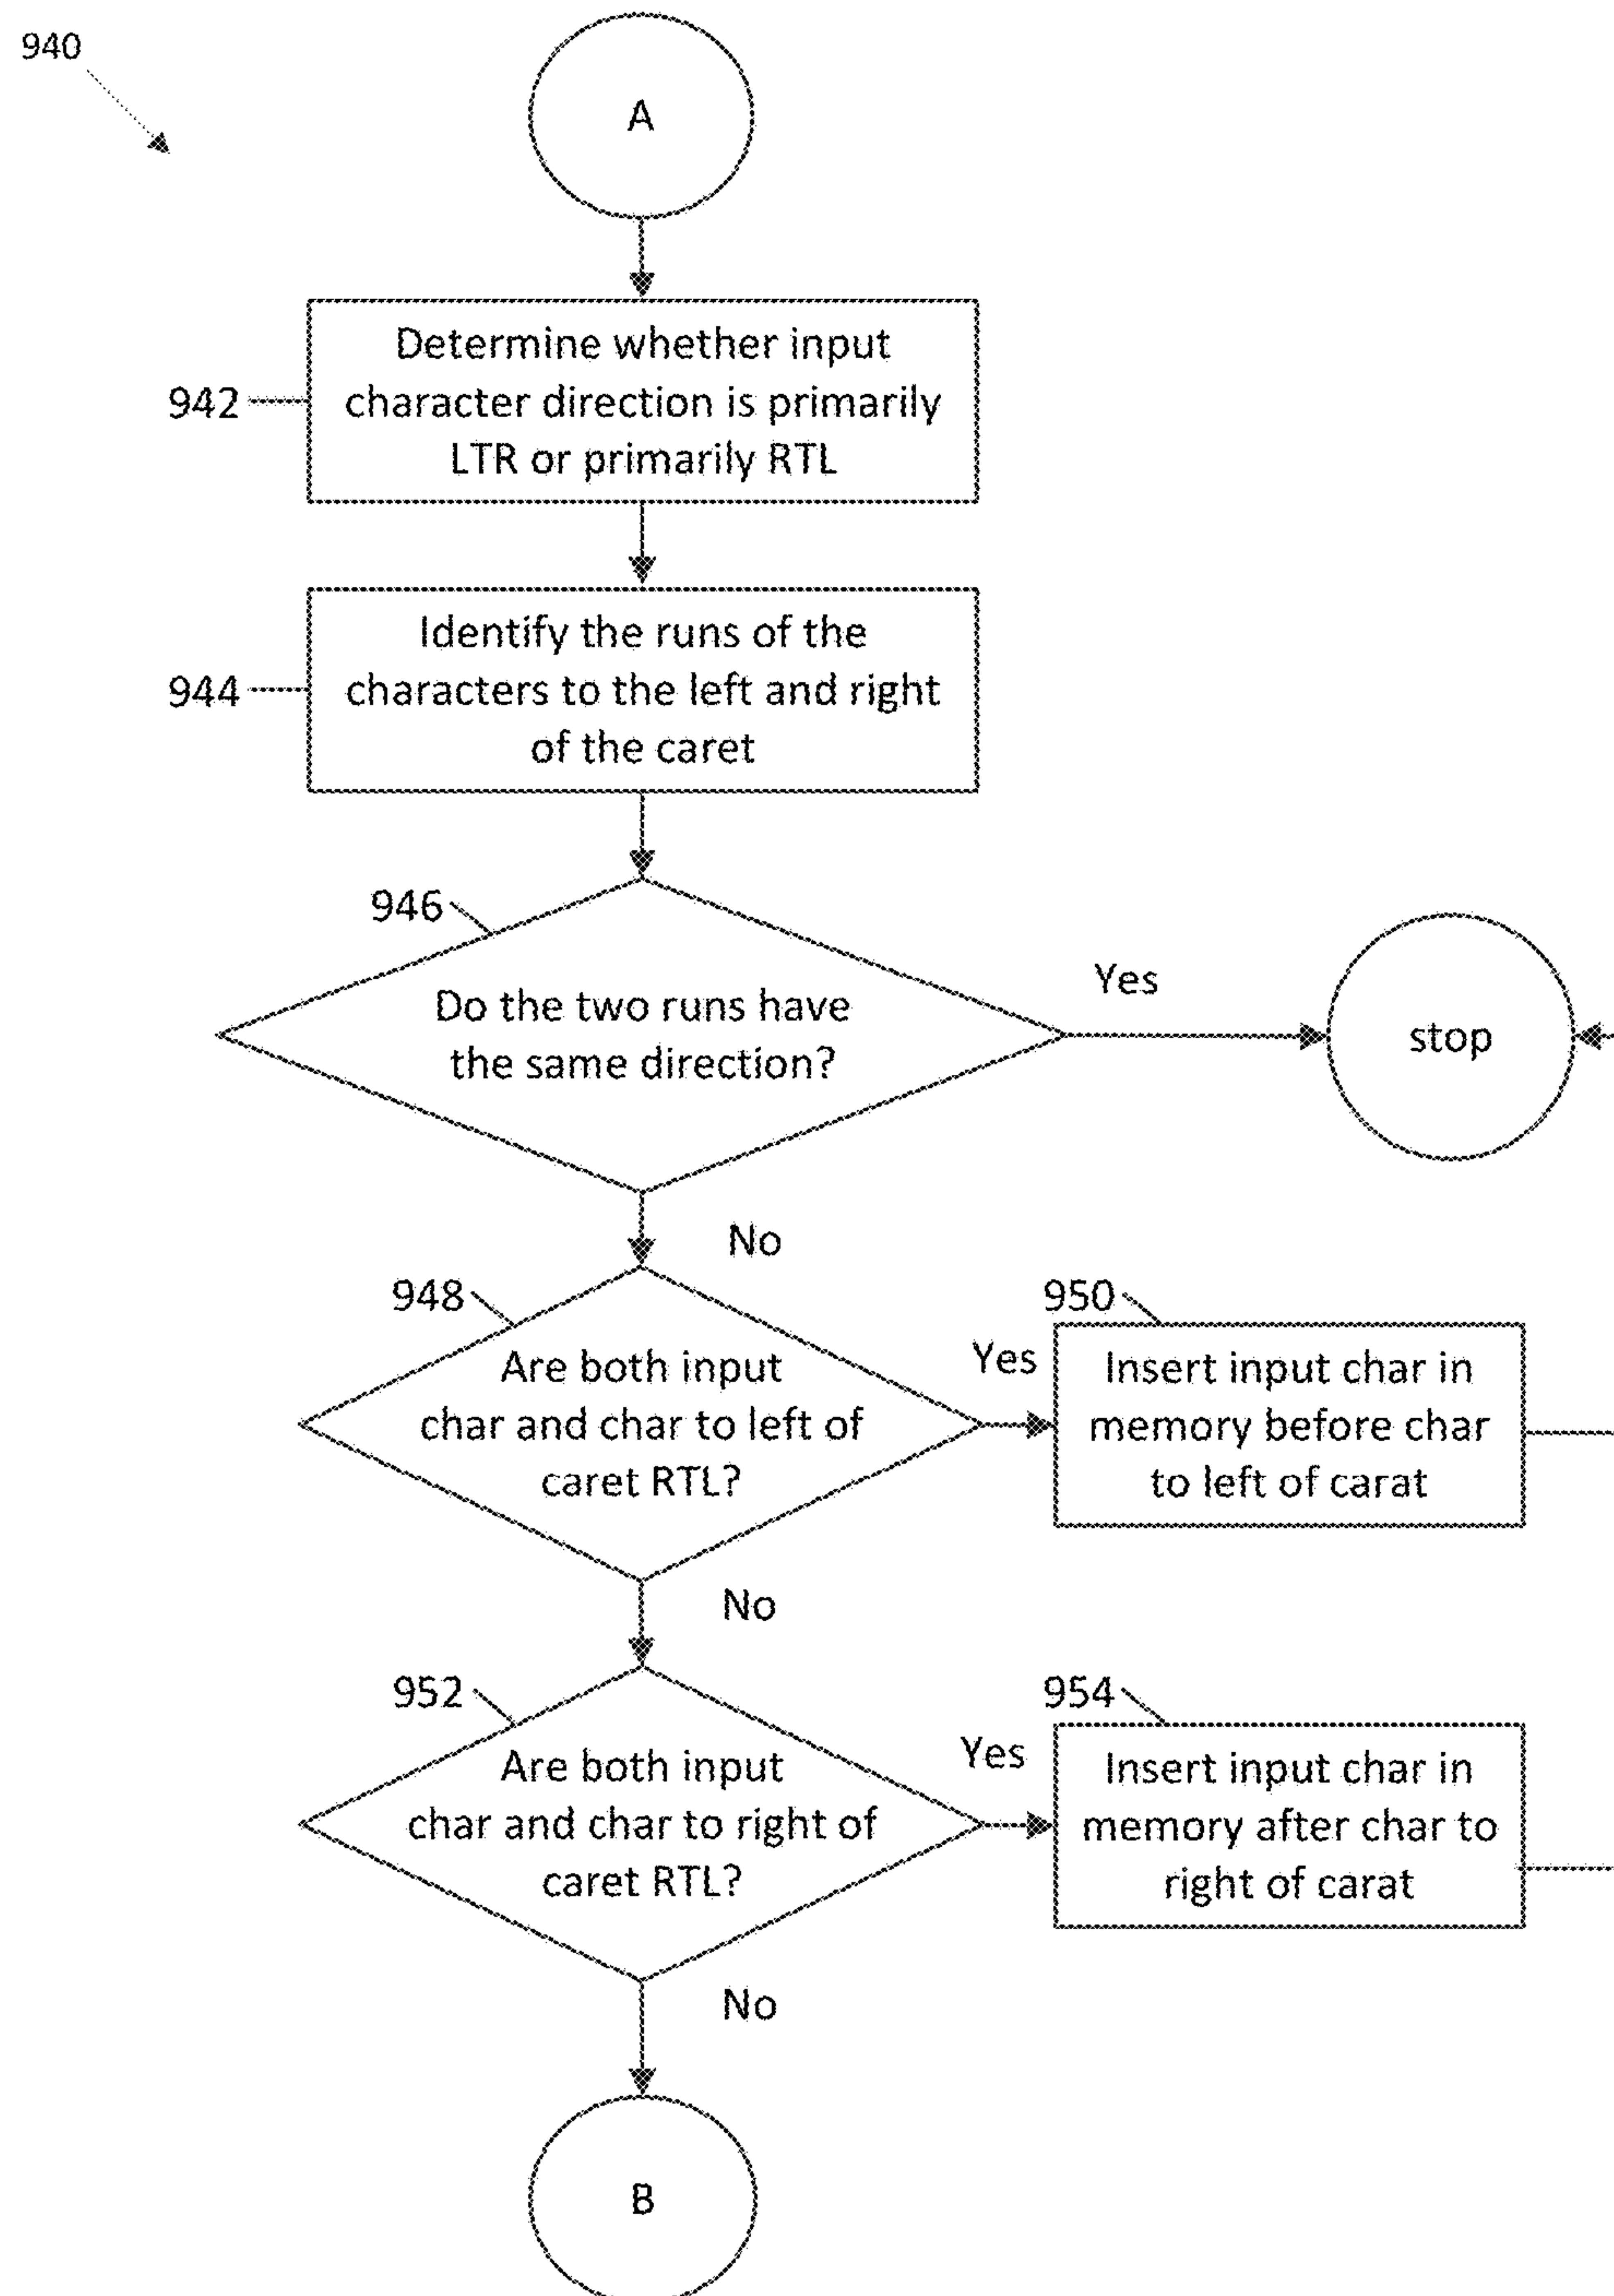 940
A
942
Determine whether input
character direction is primarily
LTR or primarily RTL
944
Identify the runs of the
characters to the left and right
of the caret
946
Do the two runs have
the same direction?
Yes
stop
No
948
Are both input
char and char to left of
caret RTL?
Yes
950
Insert input char in
memory before char
to left of carat
No
952
Are both input
char and char to right of
caret RTL?
Yes
954
Insert input char in
memory after char to
right of carat
No
B